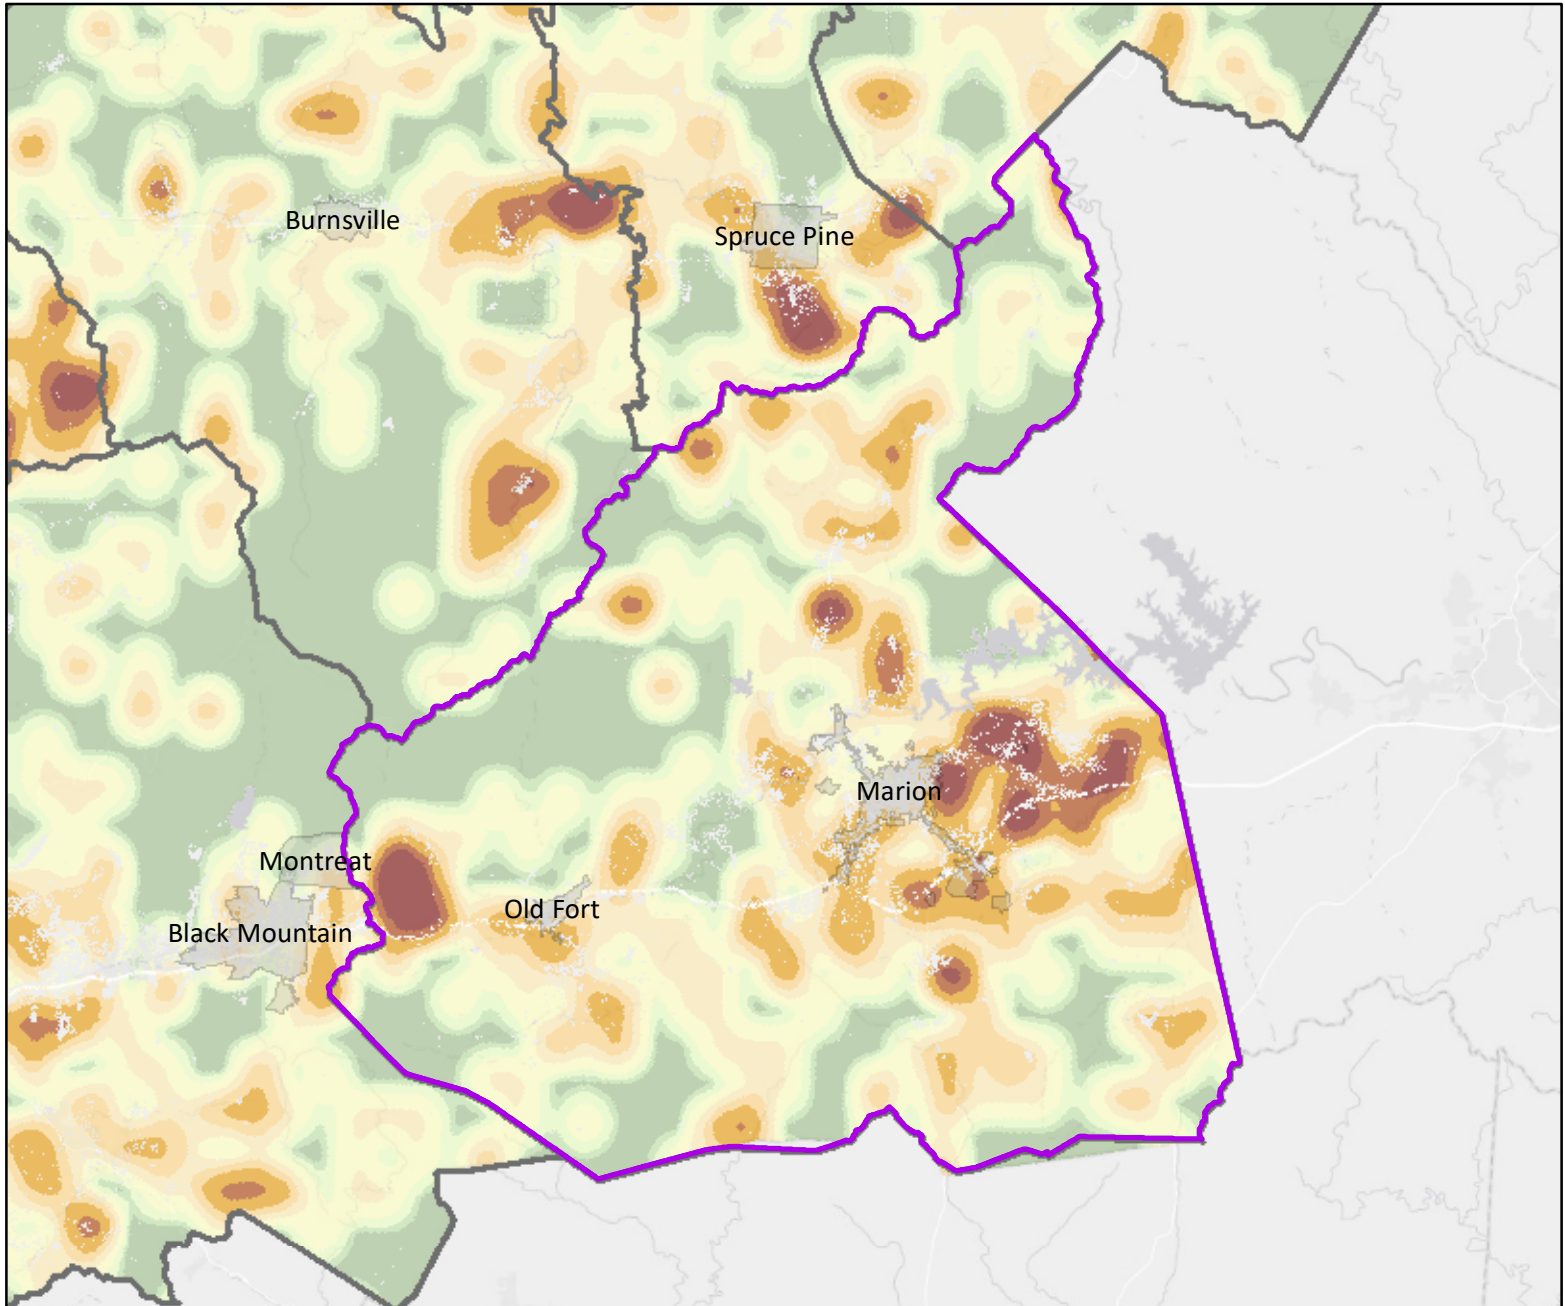 Burnsville
Spruce Pine
Marion
Montreat
Old Fort
Black Mountain